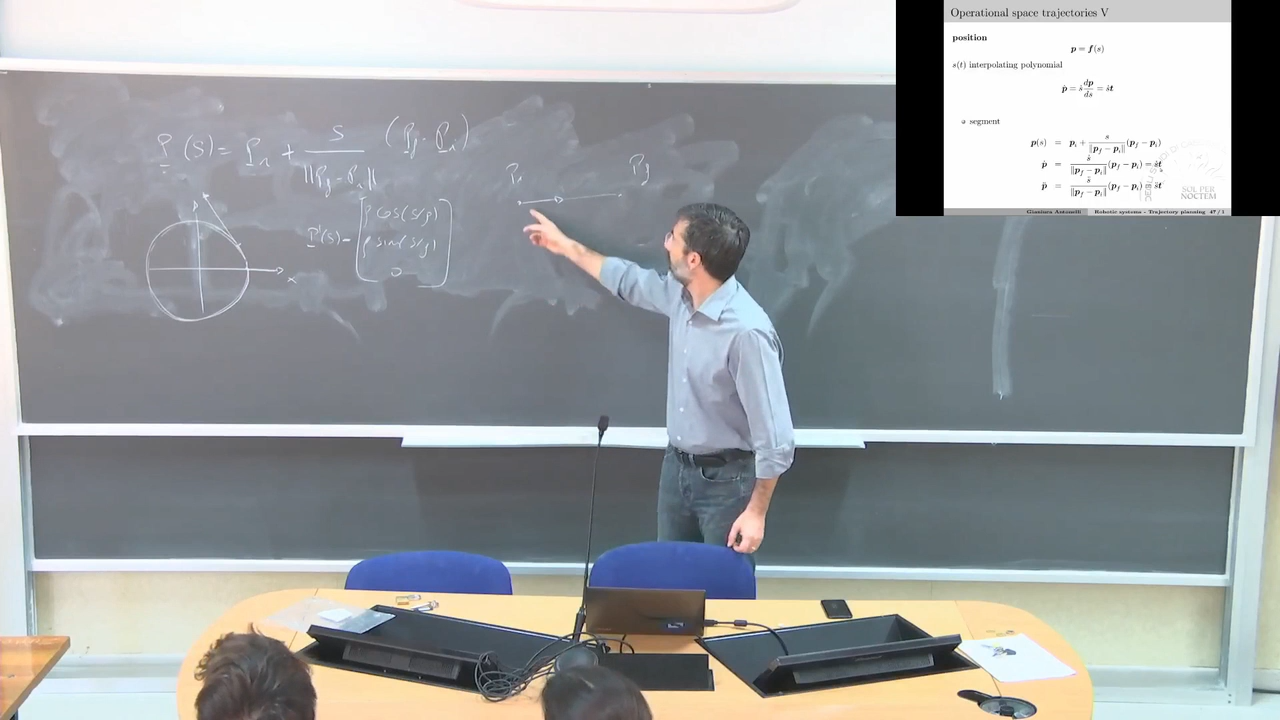 Operational space trajectories V
position
p = f(s)
s(t) interpolating polynomial
ṗ = ṡ dp/ds = ṡt
segment
p(s) = p_i + s/‖p_f − p_i‖ (p_f − p_i)
ṗ = ṡ/‖p_f − p_i‖ (p_f − p_i) = ṡt
p̈ = s̈/‖p_f − p_i‖ (p_f − p_i) = s̈t
SOL PER
NOCTEM
Gianluca Antonelli Robotic systems - Trajectory planning 47 / 1
P(S) = P_i + S/‖P_f - P_i‖ (P_f - P_i)
P_i P_f
P'(S) = [ρ cos(s/ρ)
ρ sin(s/ρ)
0]
x